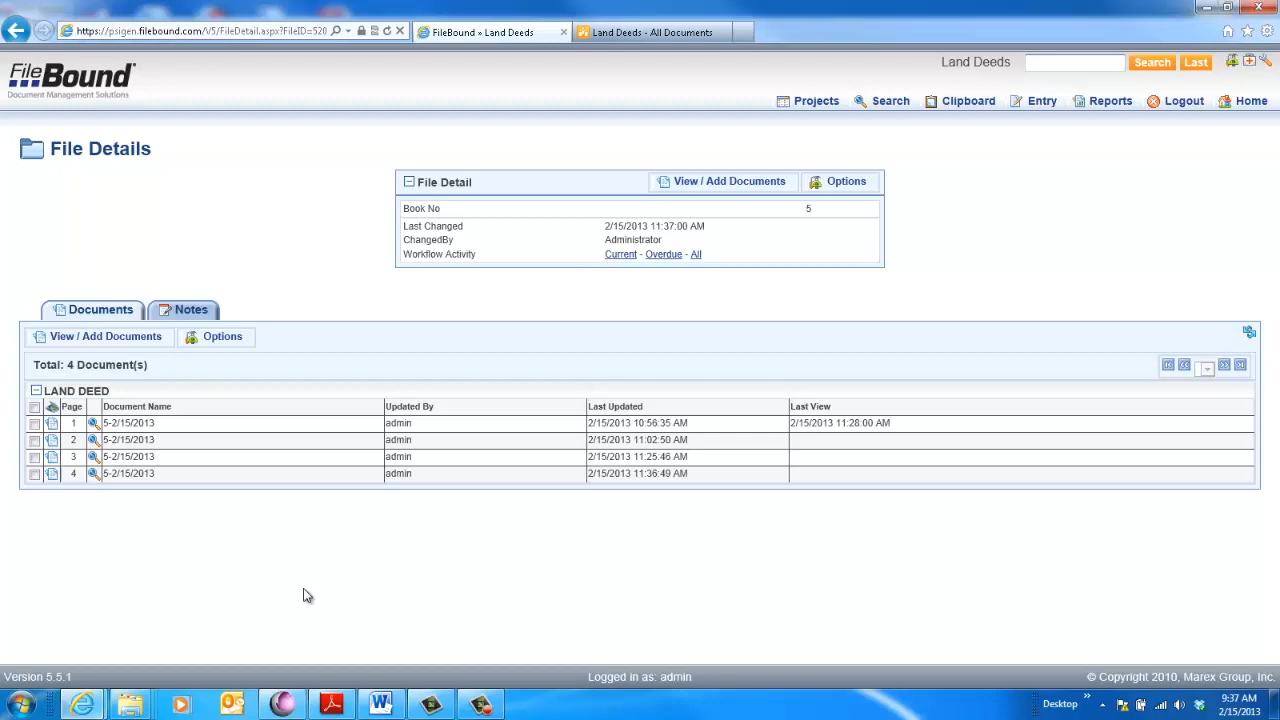 https://psigen.filebound.com/V5/FileDetail.aspx?FileID=520
FileBound » Land Deeds
Land Deeds - All Documents
FileBound
Document Management Solutions
Land Deeds
Search
Last
Projects
Search
Clipboard
Entry
Reports
Logout
Home
File Details
File Detail
View / Add Documents
Options
Book No 5
Last Changed 2/15/2013 11:37:00 AM
ChangedBy Administrator
Workflow Activity Current - Overdue - All
Documents
Notes
View / Add Documents
Options
Total: 4 Document(s)
LAND DEED
Page Document Name Updated By Last Updated Last View
1 5-2/15/2013 admin 2/15/2013 10:56:35 AM 2/15/2013 11:28:00 AM
2 5-2/15/2013 admin 2/15/2013 11:02:50 AM
3 5-2/15/2013 admin 2/15/2013 11:25:46 AM
4 5-2/15/2013 admin 2/15/2013 11:36:49 AM
Version 5.5.1
Logged in as: admin
© Copyright 2010, Marex Group, Inc.
Desktop
9:37 AM
2/15/2013